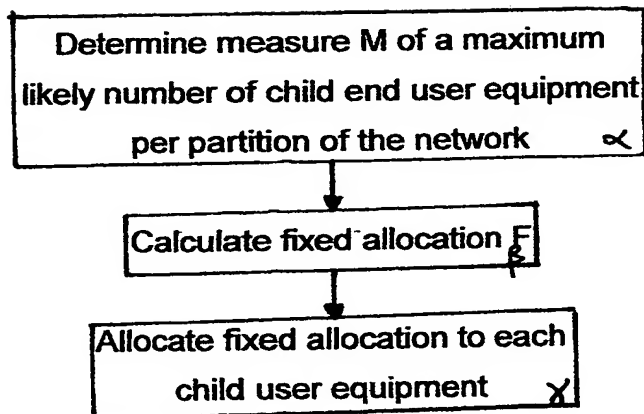 Determine measure M of a maximum
likely number of child end user equipment
per partition of the network α
Calculate fixed allocation F
β
Allocate fixed allocation to each
child user equipment γ